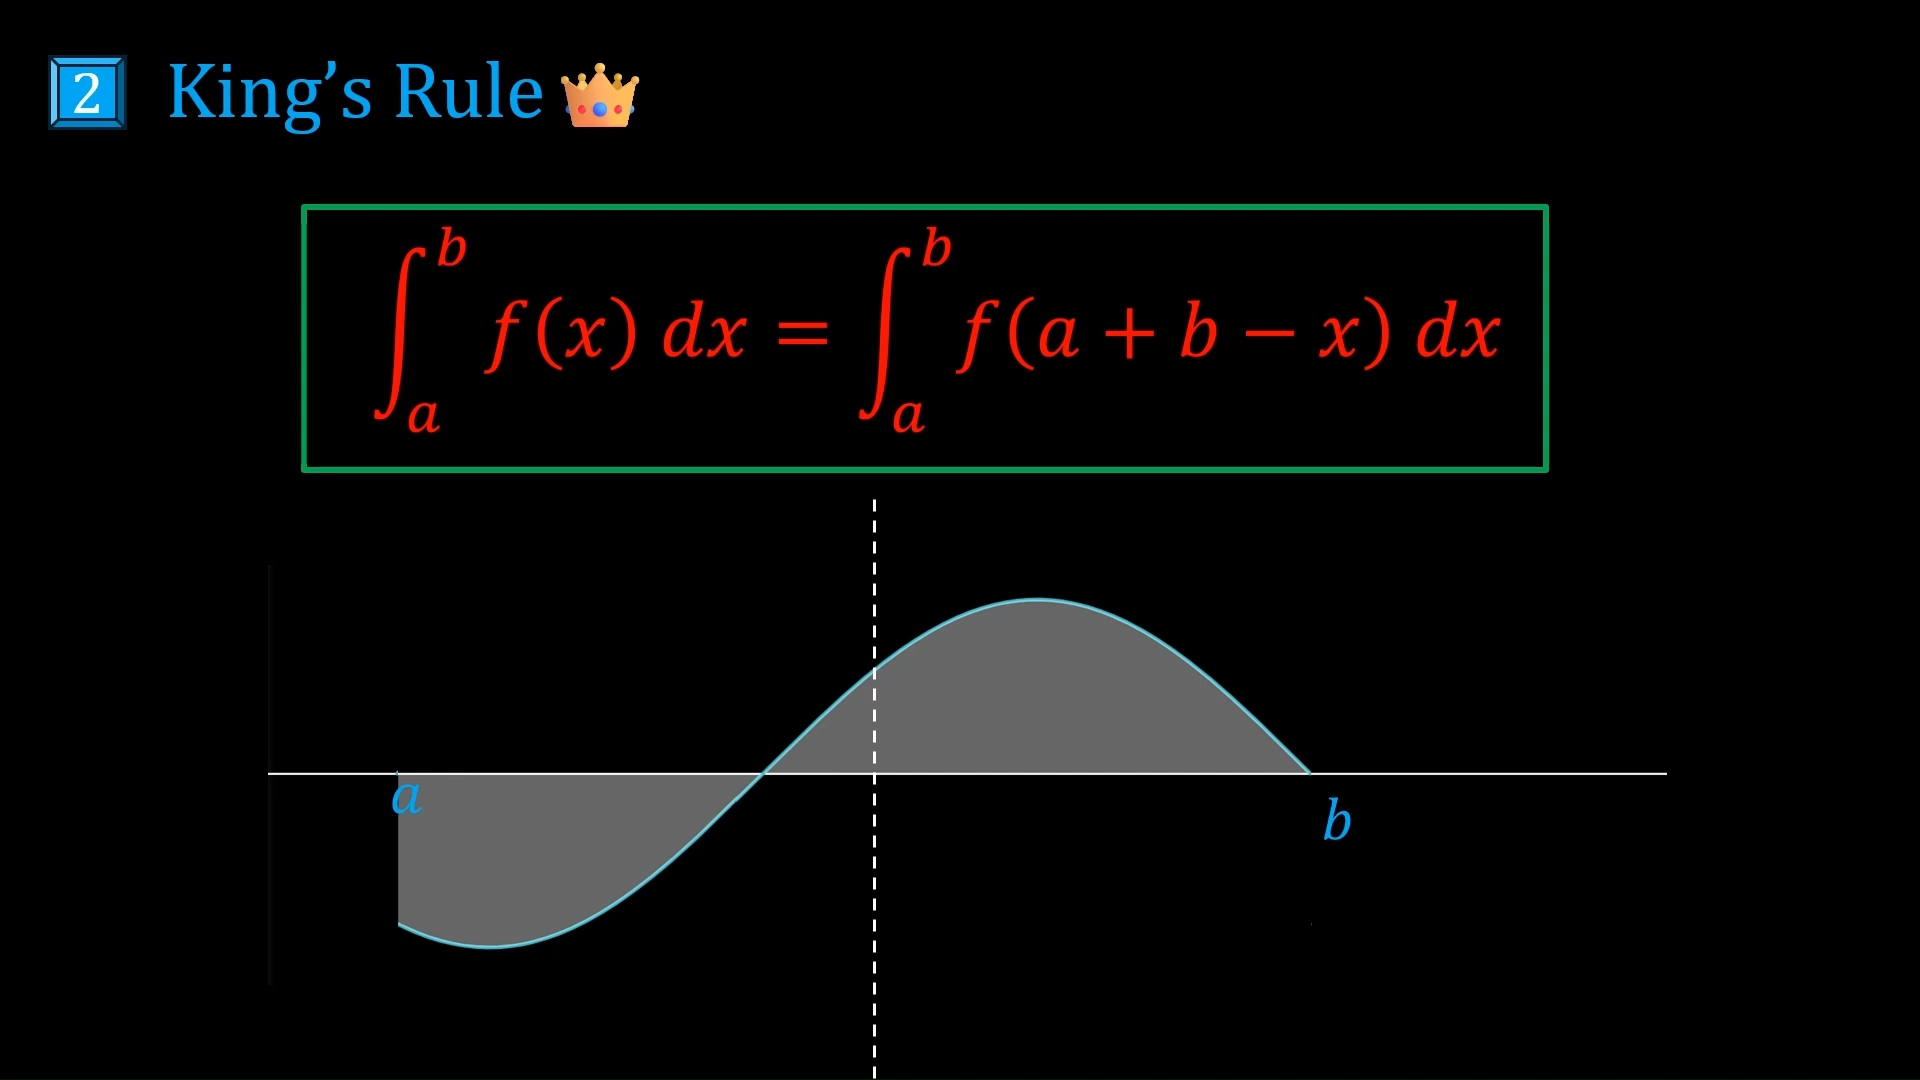 2 King’s Rule
∫_a^b f(x) dx = ∫_a^b f(a + b − x) dx
a
b